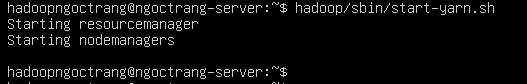 hadoopngoctrang@ngoctrang-server:~$ hadoop/sbin/start-yarn.sh
Starting resourcemanager
Starting nodemanagers
hadoopngoctrang@ngoctrang-server:~$